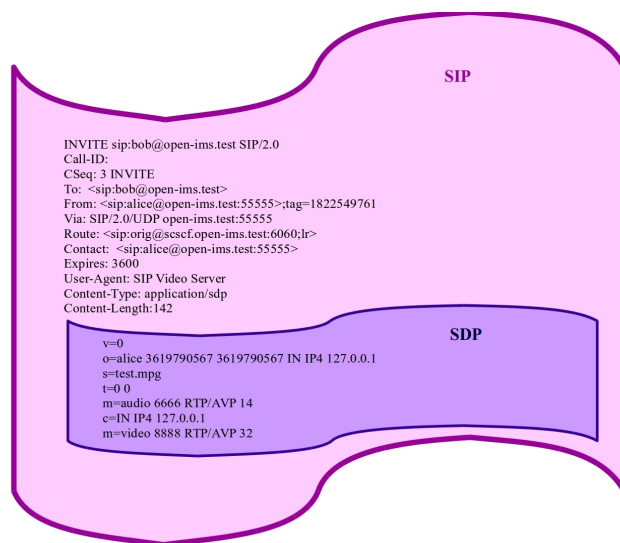 SIP
INVITE sip:bob@open-ims.test SIP/2.0
Call-ID:
CSeq: 3 INVITE
To:  <sip:bob@open-ims.test>
From: <sip:alice@open-ims.test:55555>;tag=1822549761
Via: SIP/2.0/UDP open-ims.test:55555
Route: <sip:orig@scscf.open-ims.test:6060;lr>
Contact:  <sip:alice@open-ims.test:55555>
Expires: 3600
User-Agent: SIP Video Server
Content-Type: application/sdp
Content-Length:142
SDP
v=0
o=alice 3619790567 3619790567 IN IP4 127.0.0.1
s=test.mpg
t=0 0
m=audio 6666 RTP/AVP 14
c=IN IP4 127.0.0.1
m=video 8888 RTP/AVP 32